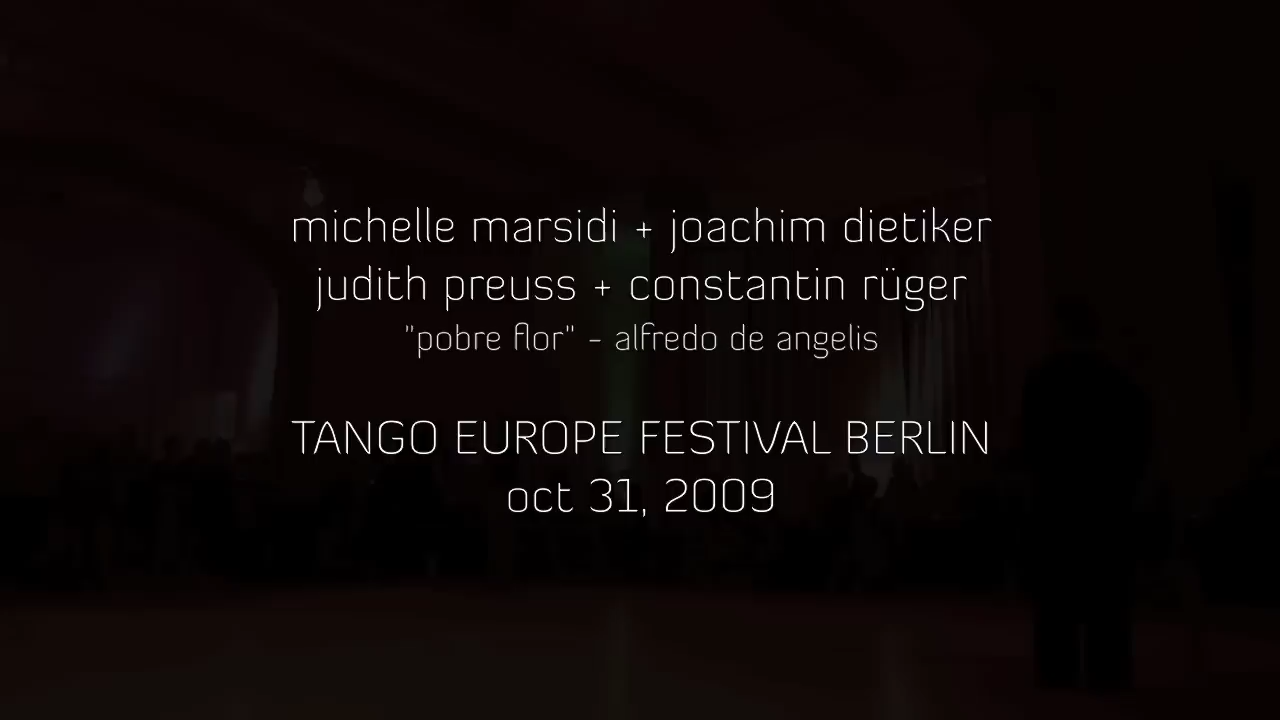 michelle marsidi + joachim dietiker
judith preuss + constantin rüger
"pobre flor" - alfredo de angelis
TANGO EUROPE FESTIVAL BERLIN
oct 31, 2009